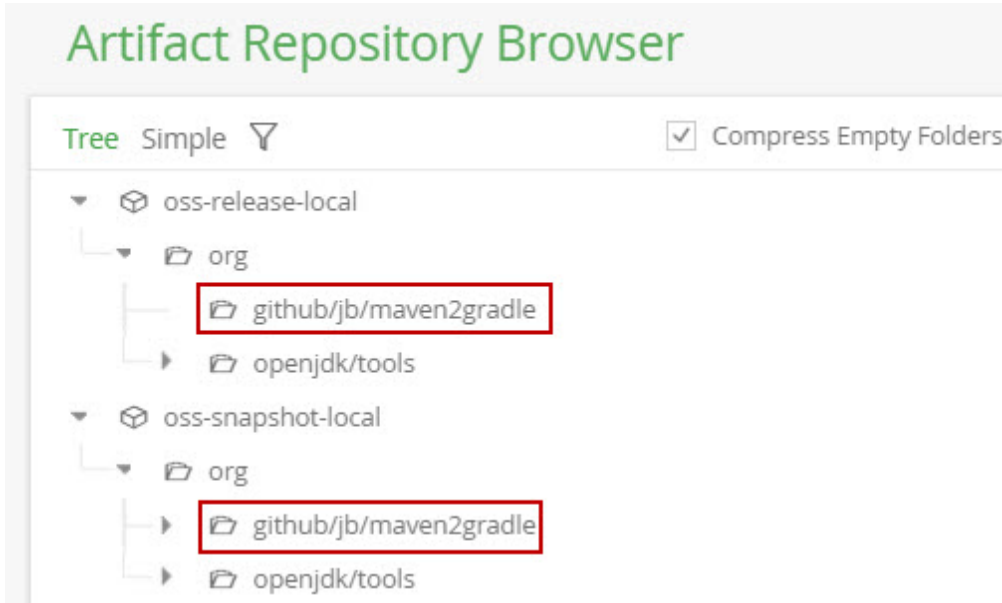 Artifact Repository Browser
Tree Simple Compress Empty Folders
oss-release-local
org
github/jb/maven2gradle
openjdk/tools
oss-snapshot-local
org
github/jb/maven2gradle
openjdk/tools